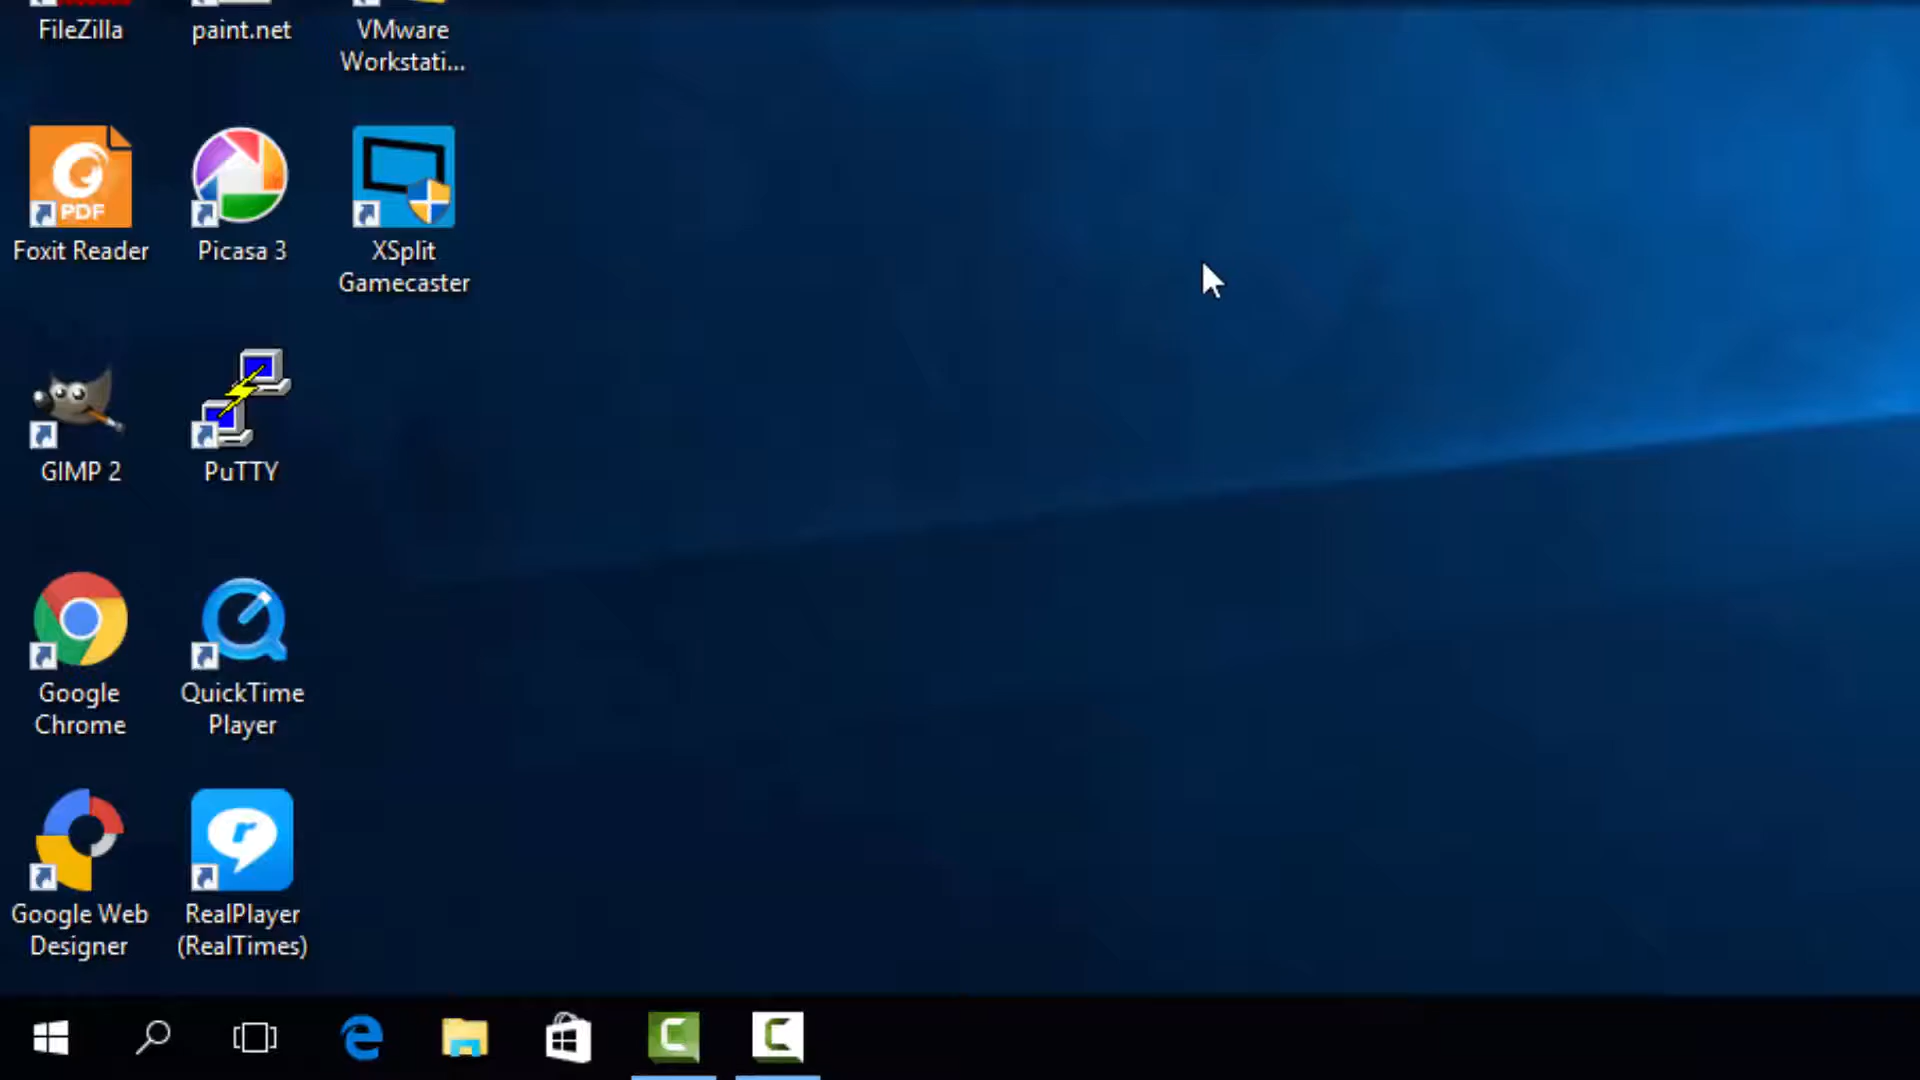 FileZilla
paint.net
VMware
Workstati...
PDF
Foxit Reader
Picasa 3
XSplit
Gamecaster
GIMP 2
PuTTY
Google
Chrome
QuickTime
Player
Google Web
Designer
r
RealPlayer
(RealTimes)